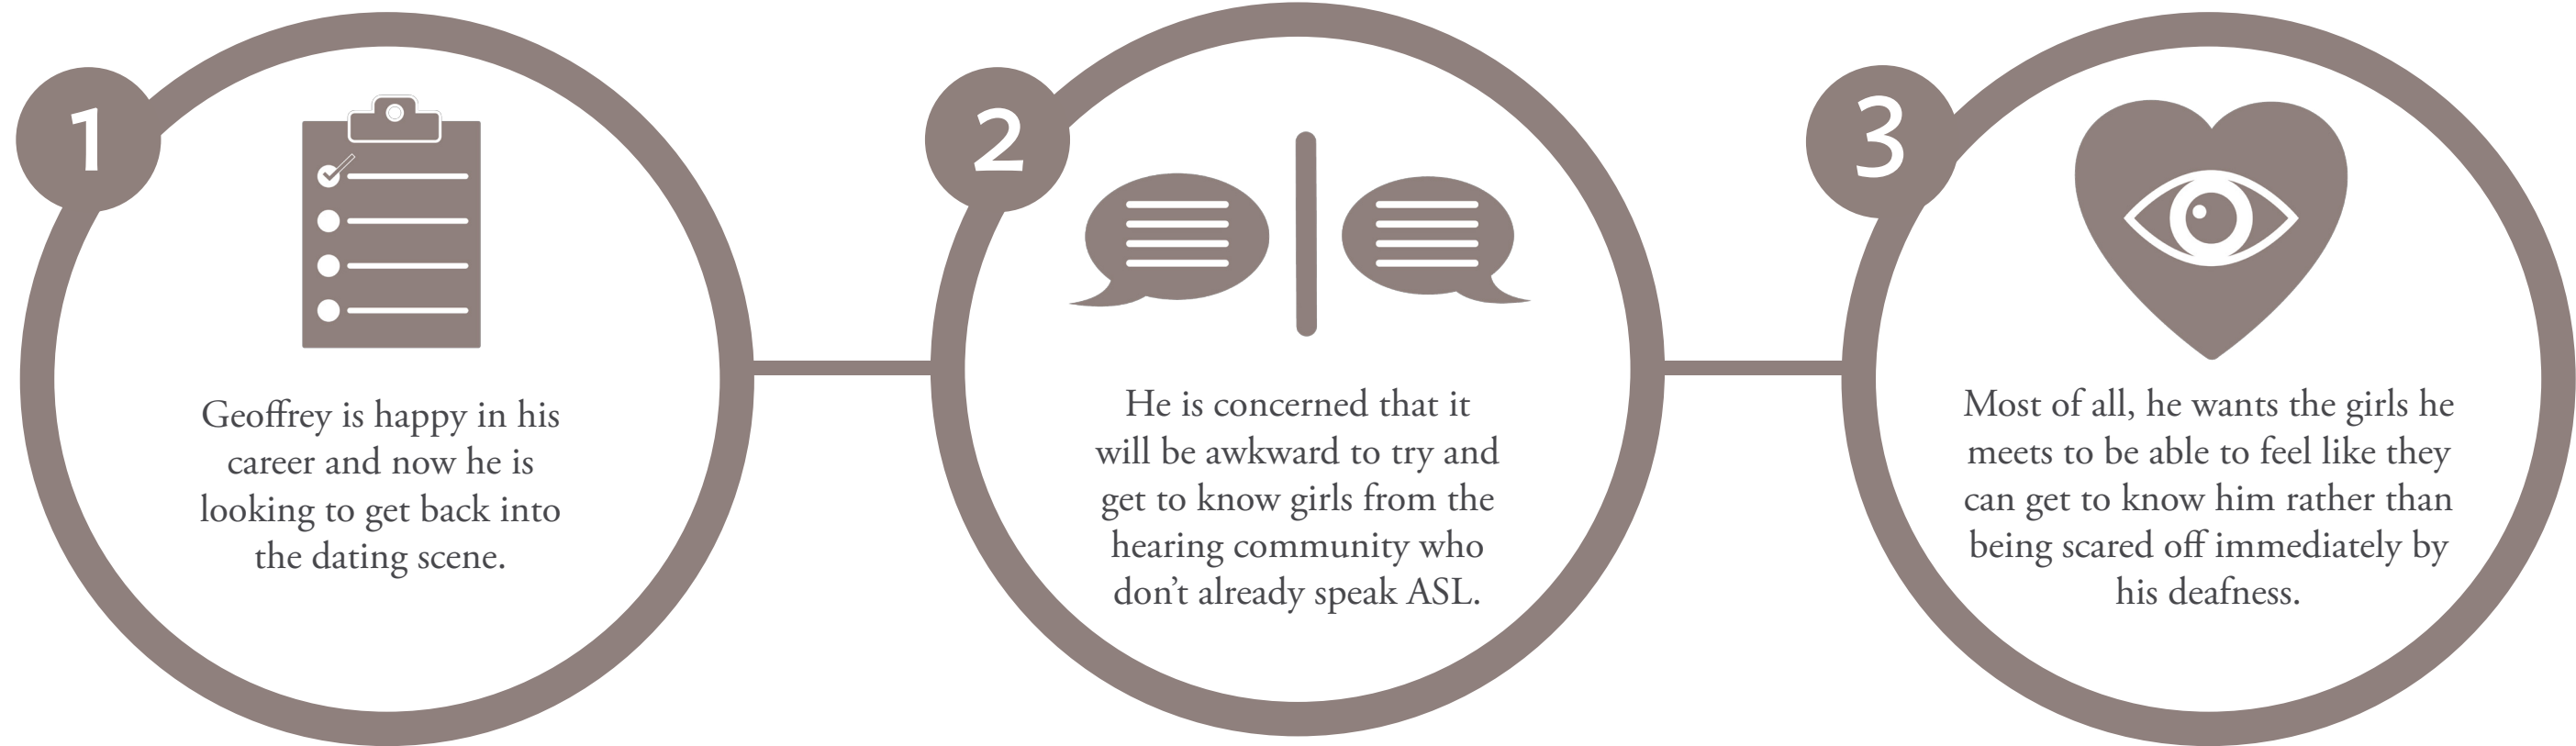 1
Geoffrey is happy in his
career and now he is
looking to get back into
the dating scene.
2
He is concerned that it
will be awkward to try and
get to know girls from the
hearing community who
don’t already speak ASL.
3
Most of all, he wants the girls he
meets to be able to feel like they
can get to know him rather than
being scared off immediately by
his deafness.